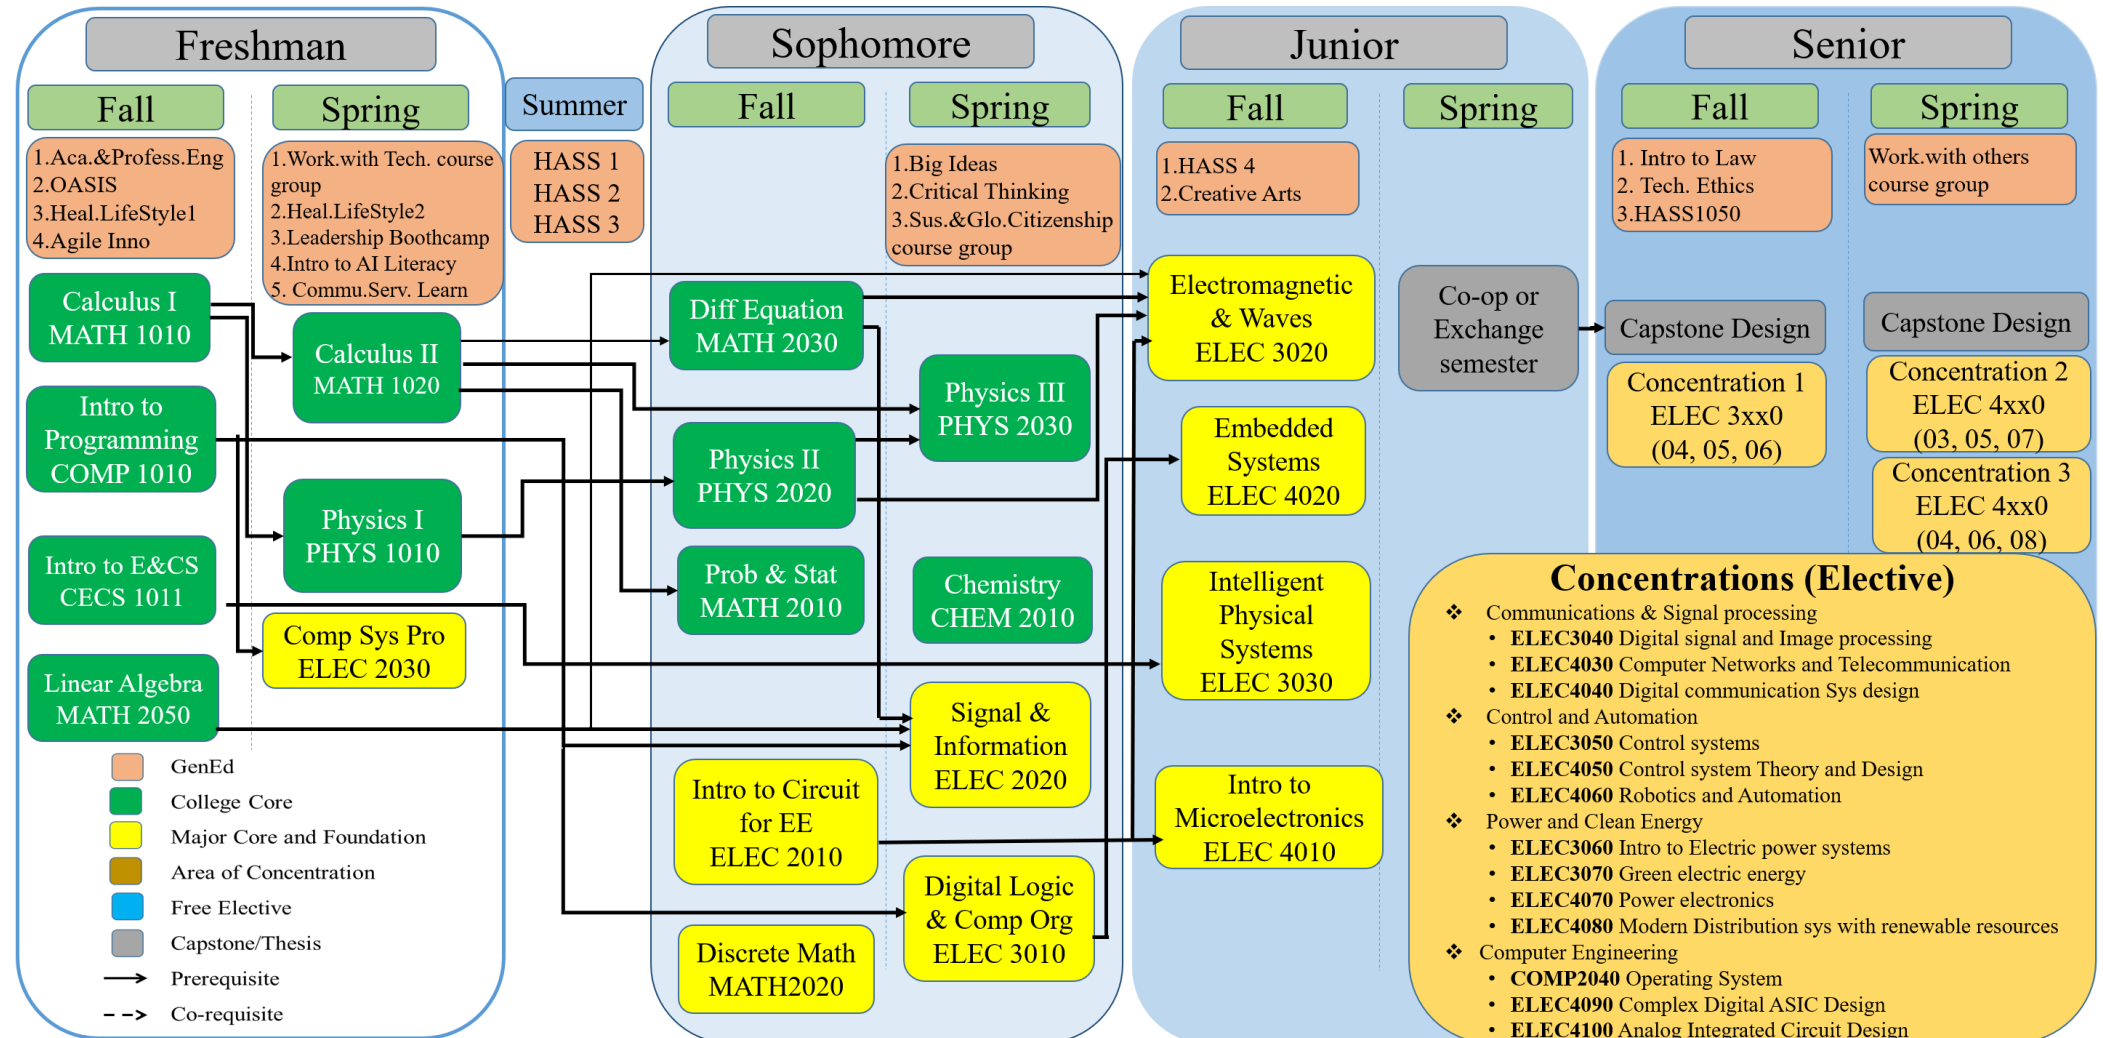 Freshman
Sophomore
Junior
Senior
Fall
Spring
Summer
Fall
Spring
Fall
Spring
Fall
Spring
1.Aca.&Profess.Eng
2.OASIS
3.Heal.LifeStyle1
4.Agile Inno
1.Work.with Tech. course
group
2.Heal.LifeStyle2
3.Leadership Boothcamp
4.Intro to AI Literacy
5. Commu.Serv. Learn
HASS 1
HASS 2
HASS 3
1.Big Ideas
2.Critical Thinking
3.Sus.&Glo.Citizenship
course group
1.HASS 4
2.Creative Arts
1. Intro to Law
2. Tech. Ethics
3.HASS1050
Work.with others
course group
Calculus I
MATH 1010
Intro to
Programming
COMP 1010
Intro to E&CS
CECS 1011
Linear Algebra
MATH 2050
Calculus II
MATH 1020
Physics I
PHYS 1010
Comp Sys Pro
ELEC 2030
Diff Equation
MATH 2030
Physics II
PHYS 2020
Prob & Stat
MATH 2010
Intro to Circuit
for EE
ELEC 2010
Discrete Math
MATH2020
Physics III
PHYS 2030
Chemistry
CHEM 2010
Signal &
Information
ELEC 2020
Digital Logic
& Comp Org
ELEC 3010
Electromagnetic
& Waves
ELEC 3020
Embedded
Systems
ELEC 4020
Intelligent
Physical
Systems
ELEC 3030
Intro to
Microelectronics
ELEC 4010
Co-op or
Exchange
semester
Capstone Design
Concentration 1
ELEC 3xx0
(04, 05, 06)
Capstone Design
Concentration 2
ELEC 4xx0
(03, 05, 07)
Concentration 3
ELEC 4xx0
(04, 06, 08)
GenEd
College Core
Major Core and Foundation
Area of Concentration
Free Elective
Capstone/Thesis
Prerequisite
Co-requisite
Concentrations (Elective)
❖ Communications & Signal processing
• ELEC3040 Digital signal and Image processing
• ELEC4030 Computer Networks and Telecommunication
• ELEC4040 Digital communication Sys design
❖ Control and Automation
• ELEC3050 Control systems
• ELEC4050 Control system Theory and Design
• ELEC4060 Robotics and Automation
❖ Power and Clean Energy
• ELEC3060 Intro to Electric power systems
• ELEC3070 Green electric energy
• ELEC4070 Power electronics
• ELEC4080 Modern Distribution sys with renewable resources
❖ Computer Engineering
• COMP2040 Operating System
• ELEC4090 Complex Digital ASIC Design
• ELEC4100 Analog Integrated Circuit Design